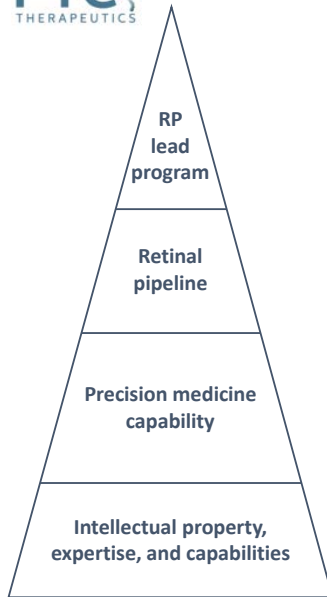 THERAPEUTICS
RP
lead
program
Retinal
pipeline
Precision medicine
capability
Intellectual property,
expertise, and capabilities